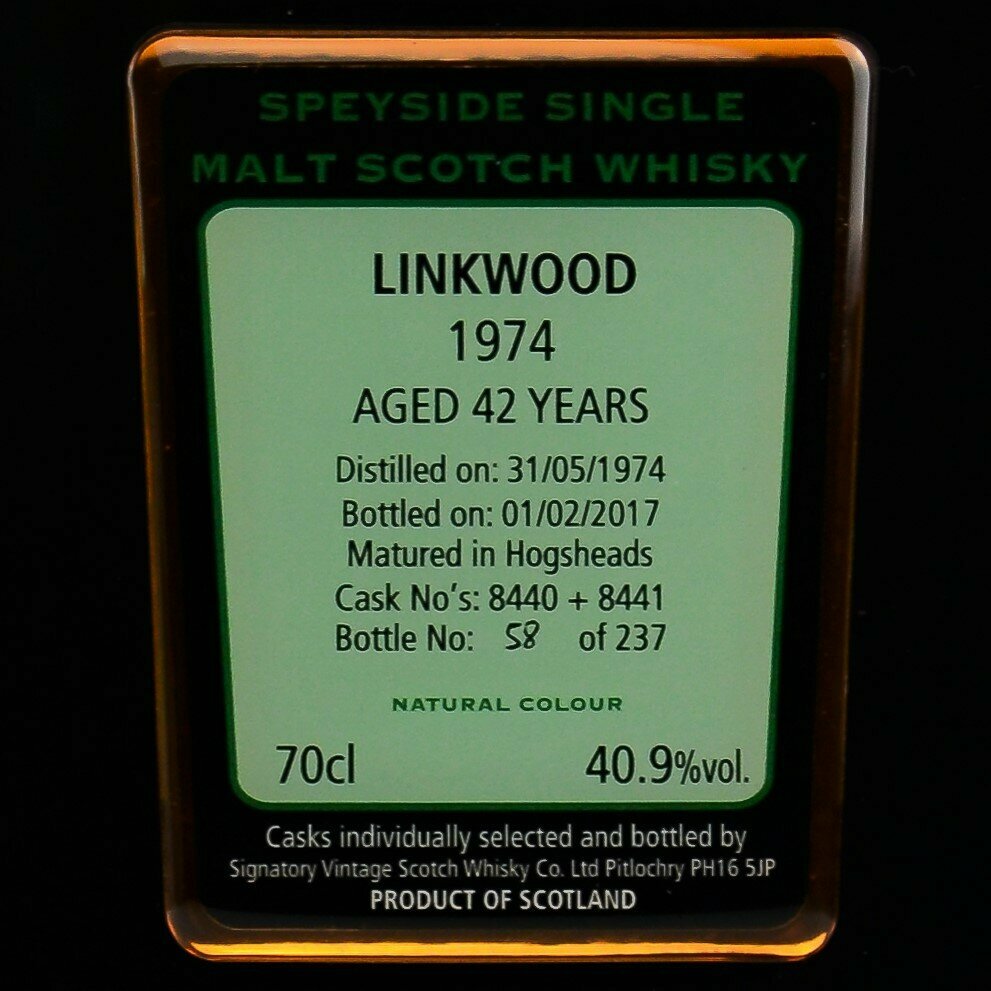 SPEYSIDE SINGLE
MALT SCOTCH WHISKY
LINKWOOD
1974
AGED 42 YEARS
Distilled on: 31/05/1974
Bottled on: 01/02/2017
Matured in Hogsheads
Cask No's: 8440 + 8441
Bottle No: 58 of 237
NATURAL COLOUR
70cl 40.9%vol.
Casks individually selected and bottled by
Signatory Vintage Scotch Whisky Co. Ltd Pitlochry PH16 5JP
PRODUCT OF SCOTLAND